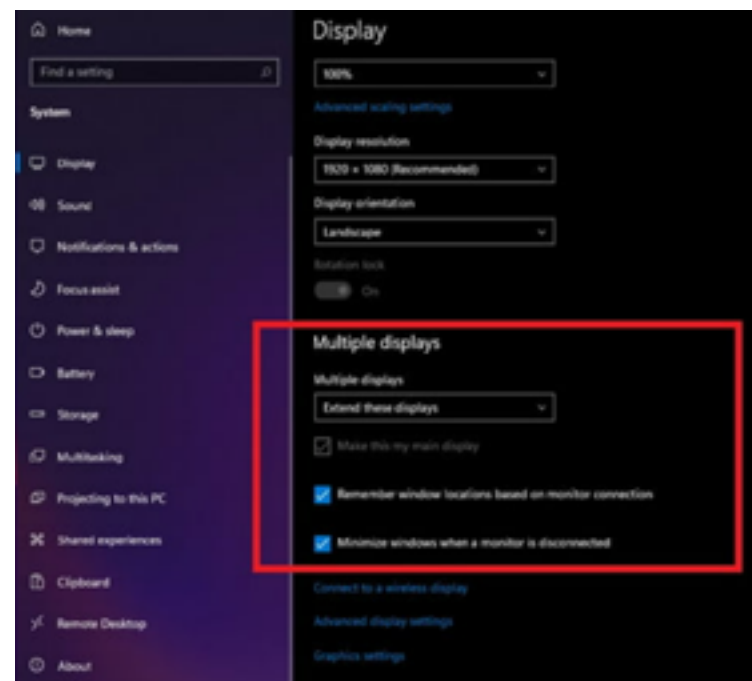 Home
Find a setting
System
Display
Sound
Notifications & actions
Focus assist
Power & sleep
Battery
Storage
Multitasking
Projecting to this PC
Shared experiences
Clipboard
Remote Desktop
About
Display
100%
Advanced scaling settings
Display resolution
1920 × 1080 (Recommended)
Display orientation
Landscape
Rotation lock
On
Multiple displays
Multiple displays
Extend these displays
Make this my main display
Remember window locations based on monitor connection
Minimize windows when a monitor is disconnected
Connect to a wireless display
Advanced display settings
Graphics settings